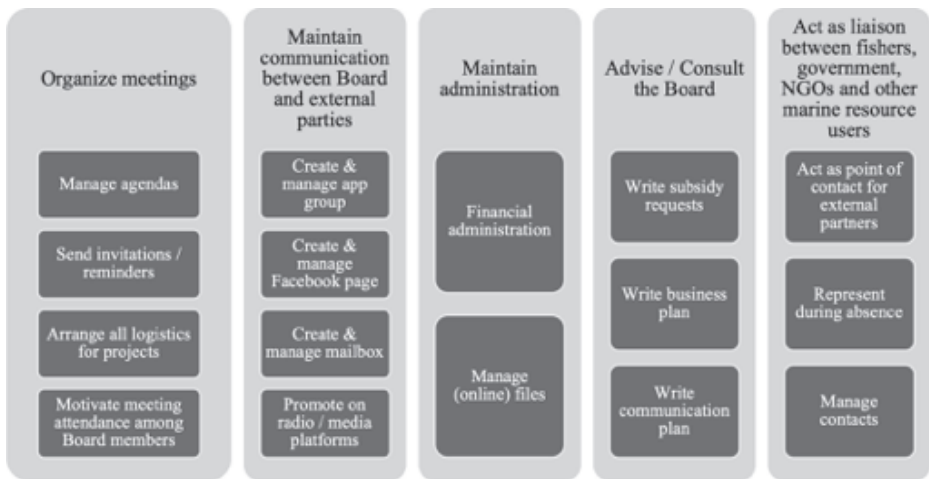 Organize meetings
Manage agendas
Send invitations /
reminders
Arrange all logistics
for projects
Motivate meeting
attendance among
Board members
Maintain
communication
between Board
and external
parties
Create &
manage app
group
Create &
manage
Facebook page
Create &
manage mailbox
Promote on
radio / media
platforms
Maintain
administration
Financial
administration
Manage
(online) files
Advise / Consult
the Board
Write subsidy
requests
Write business
plan
Write
communication
plan
Act as liaison
between fishers,
government,
NGOs and other
marine resource
users
Act as point of
contact for
external
partners
Represent
during absence
Manage
contacts